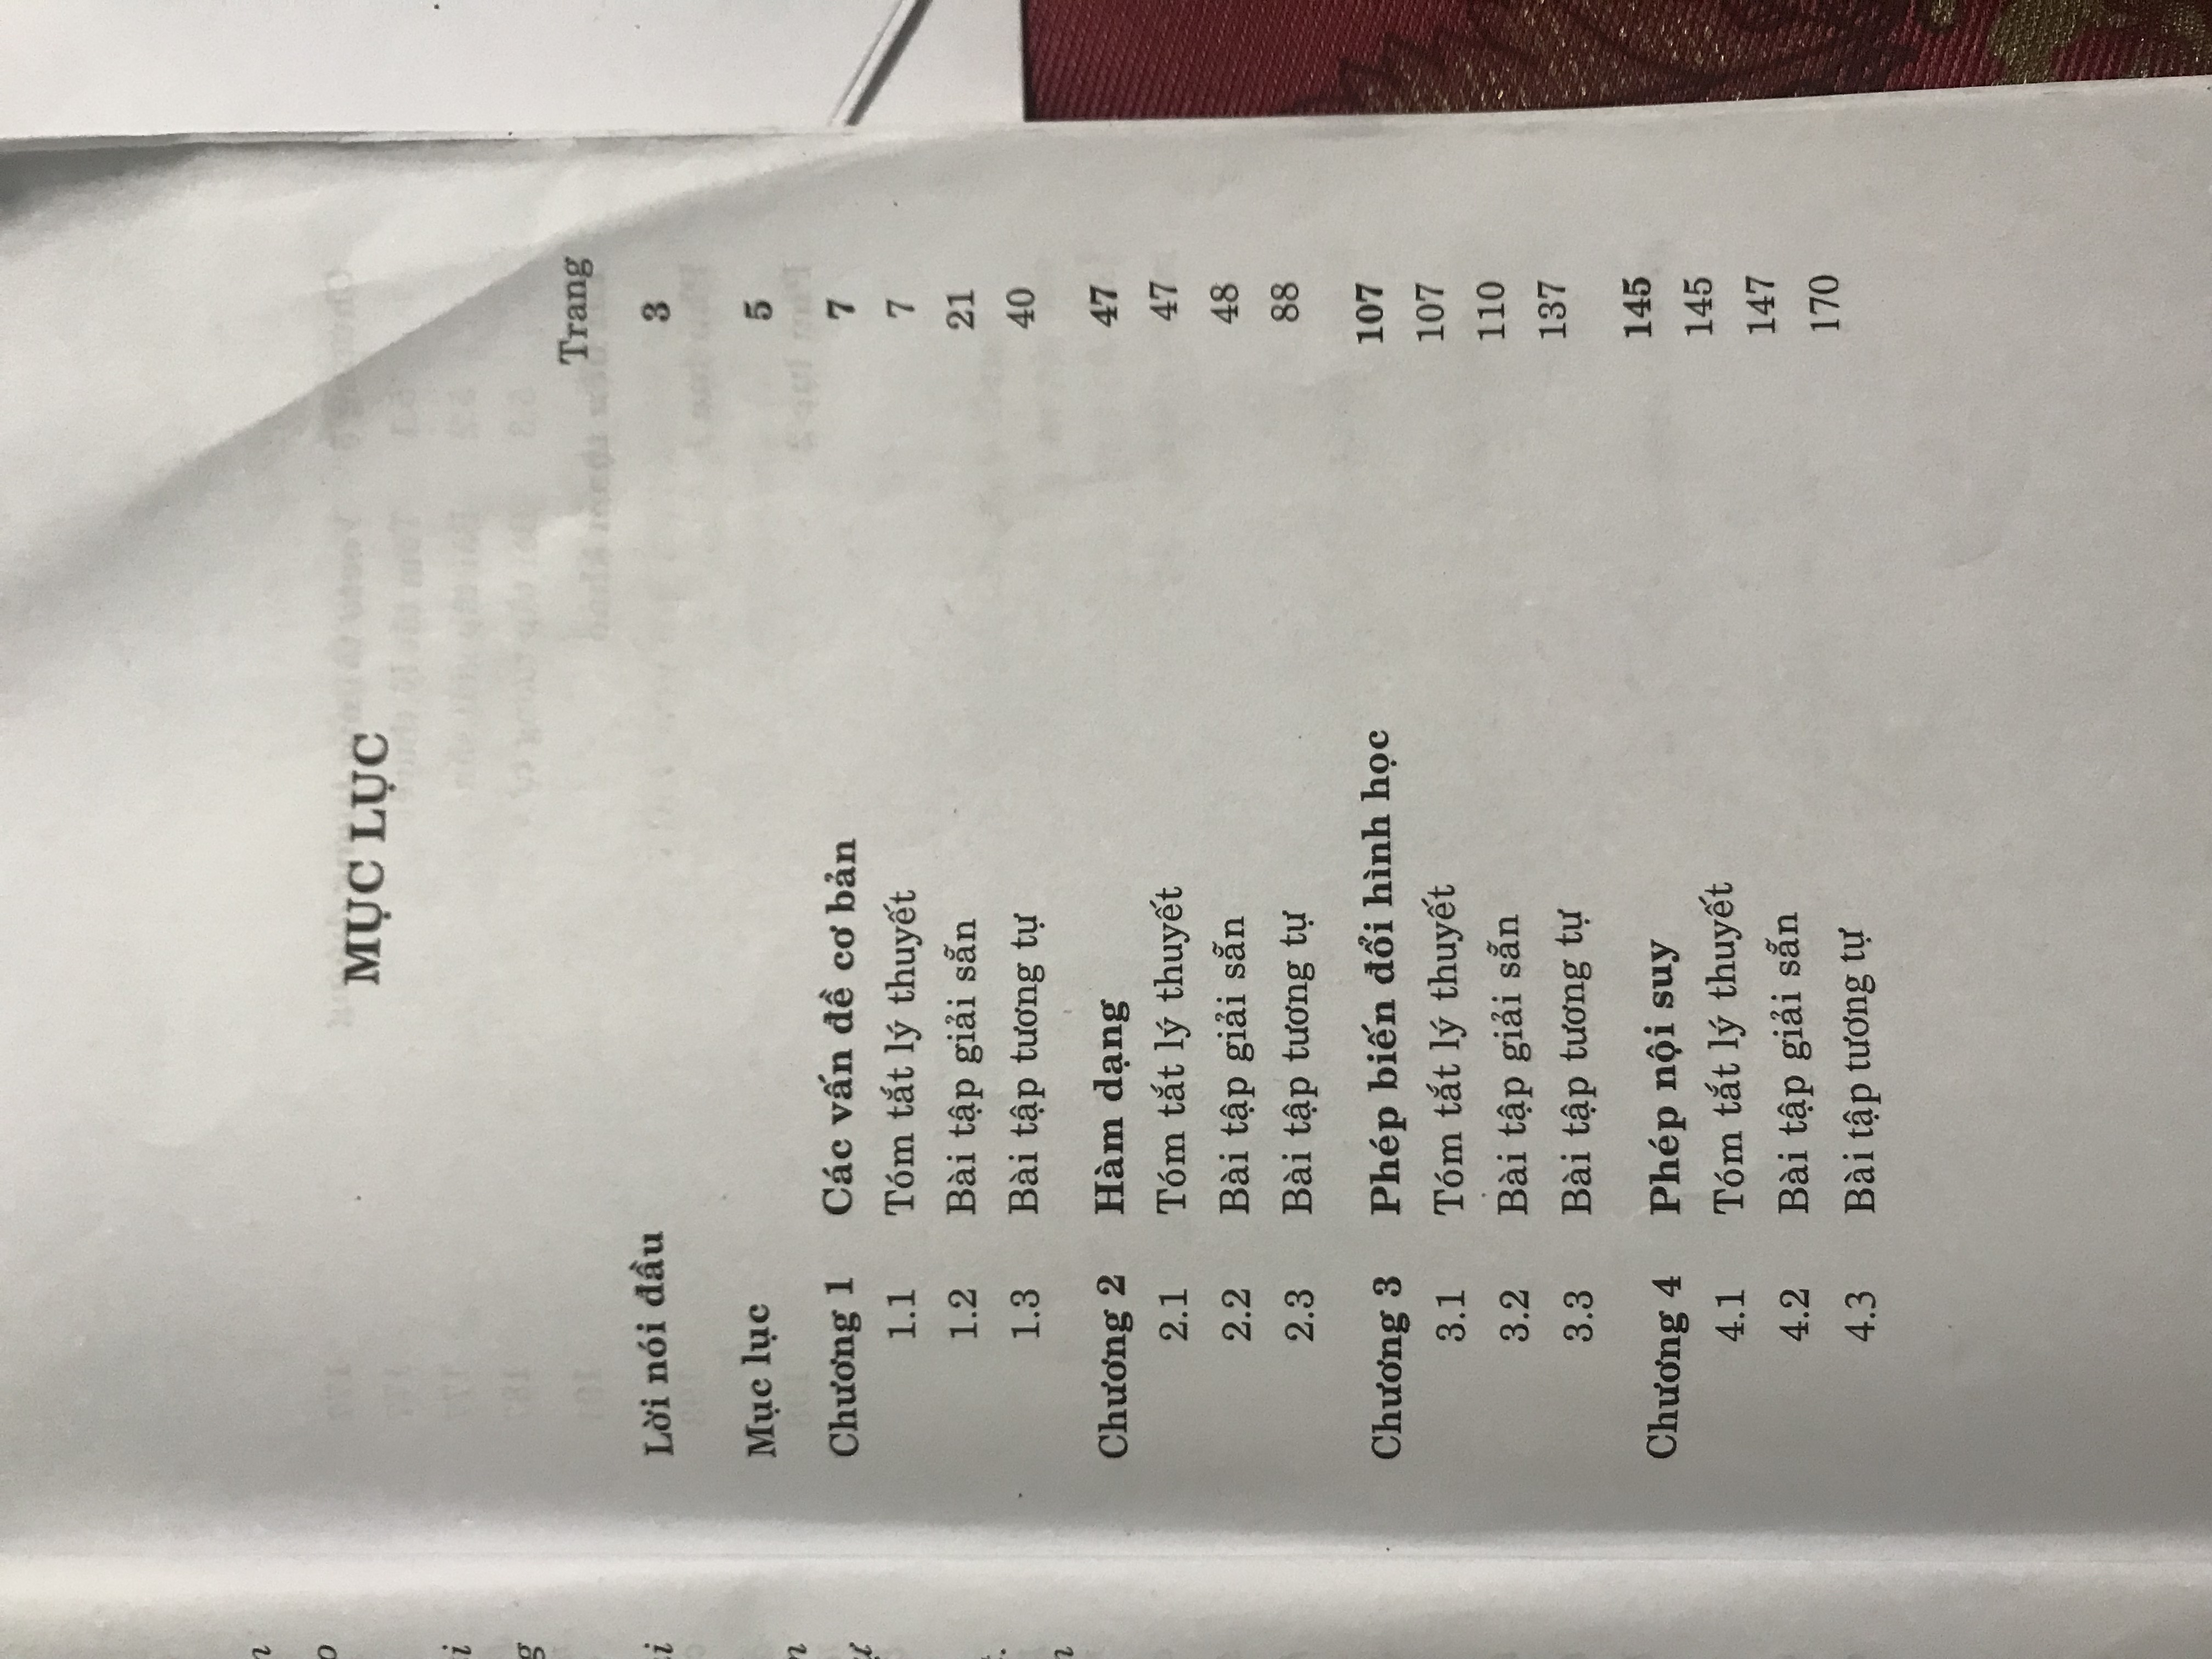 MỤC LỤC
Trang
Lời nói đầu 3
Mục lục 5
Chương 1 Các vấn đề cơ bản 7
1.1 Tóm tắt lý thuyết 7
1.2 Bài tập giải sẵn 21
1.3 Bài tập tương tự 40
Chương 2 Hàm dạng 47
2.1 Tóm tắt lý thuyết 47
2.2 Bài tập giải sẵn 48
2.3 Bài tập tương tự 88
Chương 3 Phép biến đổi hình học 107
3.1 Tóm tắt lý thuyết 107
3.2 Bài tập giải sẵn 110
3.3 Bài tập tương tự 137
Chương 4 Phép nội suy 145
4.1 Tóm tắt lý thuyết 145
4.2 Bài tập giải sẵn 147
4.3 Bài tập tương tự 170